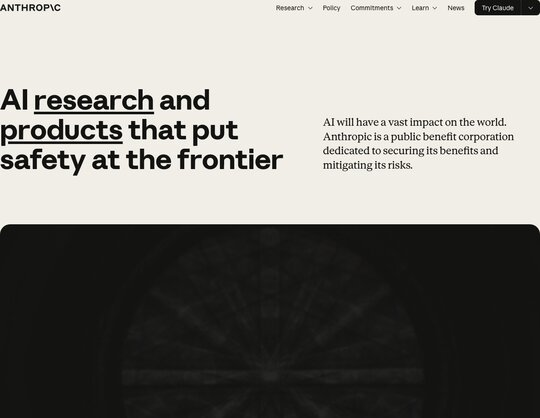 ANTHROP\C
Research Policy Commitments Learn News Try Claude
AI research and
products that put
safety at the frontier
AI will have a vast impact on the world.
Anthropic is a public benefit corporation
dedicated to securing its benefits and
mitigating its risks.